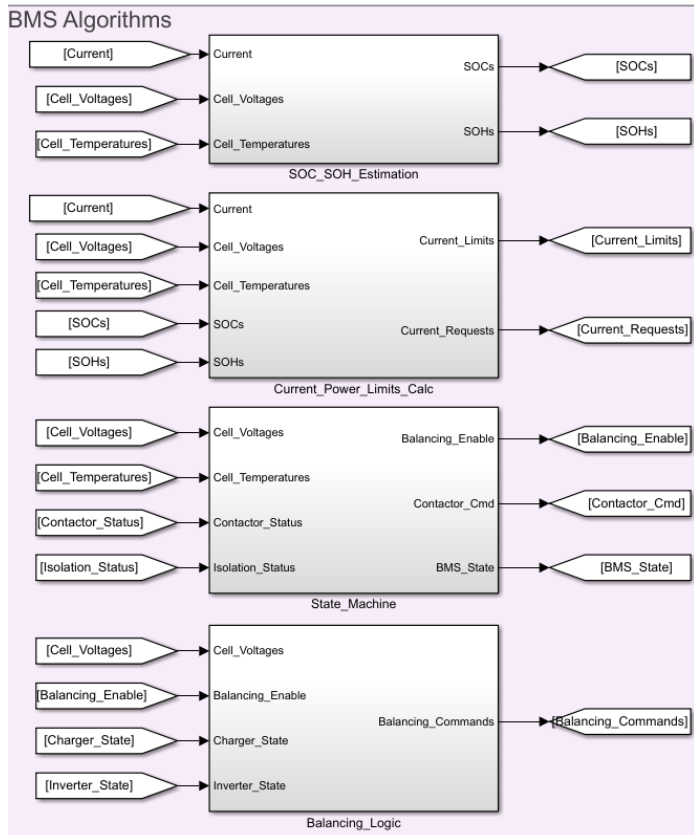 BMS Algorithms
[Current]
Current
SOCs
[SOCs]
[Cell_Voltages]
Cell_Voltages
SOHs
[SOHs]
[Cell_Temperatures]
Cell_Temperatures
SOC_SOH_Estimation
[Current]
Current
[Cell_Voltages]
Cell_Voltages
Current_Limits
[Current_Limits]
[Cell_Temperatures]
Cell_Temperatures
[SOCs]
SOCs
Current_Requests
[Current_Requests]
[SOHs]
SOHs
Current_Power_Limits_Calc
[Cell_Voltages]
Cell_Voltages
Balancing_Enable
[Balancing_Enable]
[Cell_Temperatures]
Cell_Temperatures
Contactor_Cmd
[Contactor_Cmd]
[Contactor_Status]
Contactor_Status
[Isolation_Status]
Isolation_Status
BMS_State
[BMS_State]
State_Machine
[Cell_Voltages]
Cell_Voltages
[Balancing_Enable]
Balancing_Enable
Balancing_Commands
[Balancing_Commands]
[Charger_State]
Charger_State
[Inverter_State]
Inverter_State
Balancing_Logic